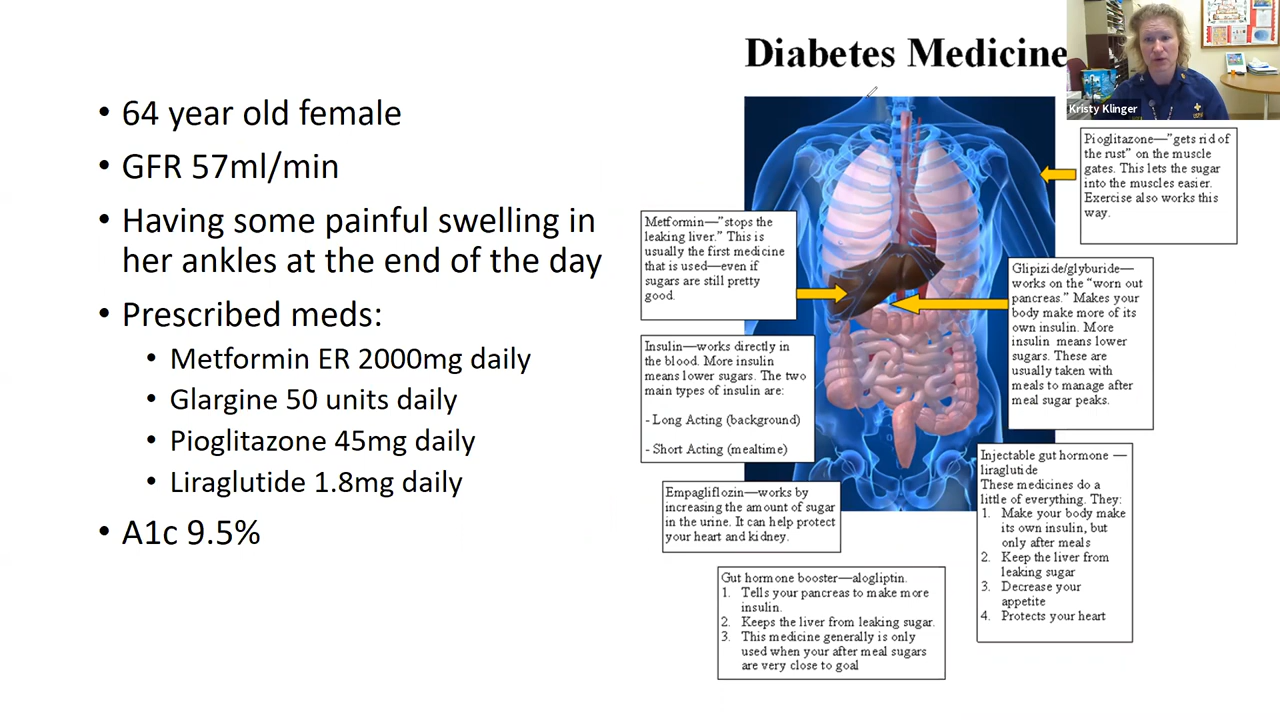 Diabetes Medicine
Kristy Klinger
• 64 year old female
• GFR 57ml/min
• Having some painful swelling in
her ankles at the end of the day
• Prescribed meds:
• Metformin ER 2000mg daily
• Glargine 50 units daily
• Pioglitazone 45mg daily
• Liraglutide 1.8mg daily
• A1c 9.5%
Pioglitazone—"gets rid of
the rust" on the muscle
gates. This lets the sugar
into the muscles easier.
Exercise also works this
way.
Metformin—"stops the
leaking liver." This is
usually the first medicine
that is used—even if
sugars are still pretty
good.
Glipizide/glyburide—
works on the "worn out
pancreas." Makes your
body make more of its
own insulin. More
insulin means lower
sugars. These are
usually taken with
meals to manage after
meal sugar peaks.
Insulin—works directly in
the blood. More insulin
means lower sugars. The two
main types of insulin are:
- Long Acting (background)
- Short Acting (mealtime)
Empagliflozin—works by
increasing the amount of sugar
in the urine. It can help protect
your heart and kidney.
Injectable gut hormone —
liraglutide
These medicines do a
little of everything. They:
1. Make your body make
its own insulin, but
only after meals
2. Keep the liver from
leaking sugar
3. Decrease your
appetite
4. Protects your heart
Gut hormone booster—alogliptin.
1. Tells your pancreas to make more
insulin.
2. Keeps the liver from leaking sugar.
3. This medicine generally is only
used when your after meal sugars
are very close to goal